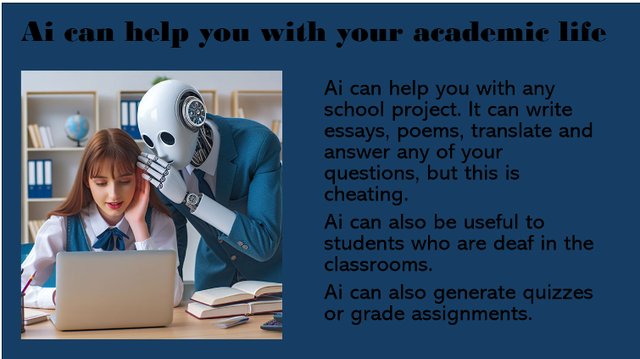 Ai can help you with your academic life
Ai can help you with any
school project. It can write
essays, poems, translate and
answer any of your
questions, but this is
cheating.
Ai can also be useful to
students who are deaf in the
classrooms.
Ai can also generate quizzes
or grade assignments.